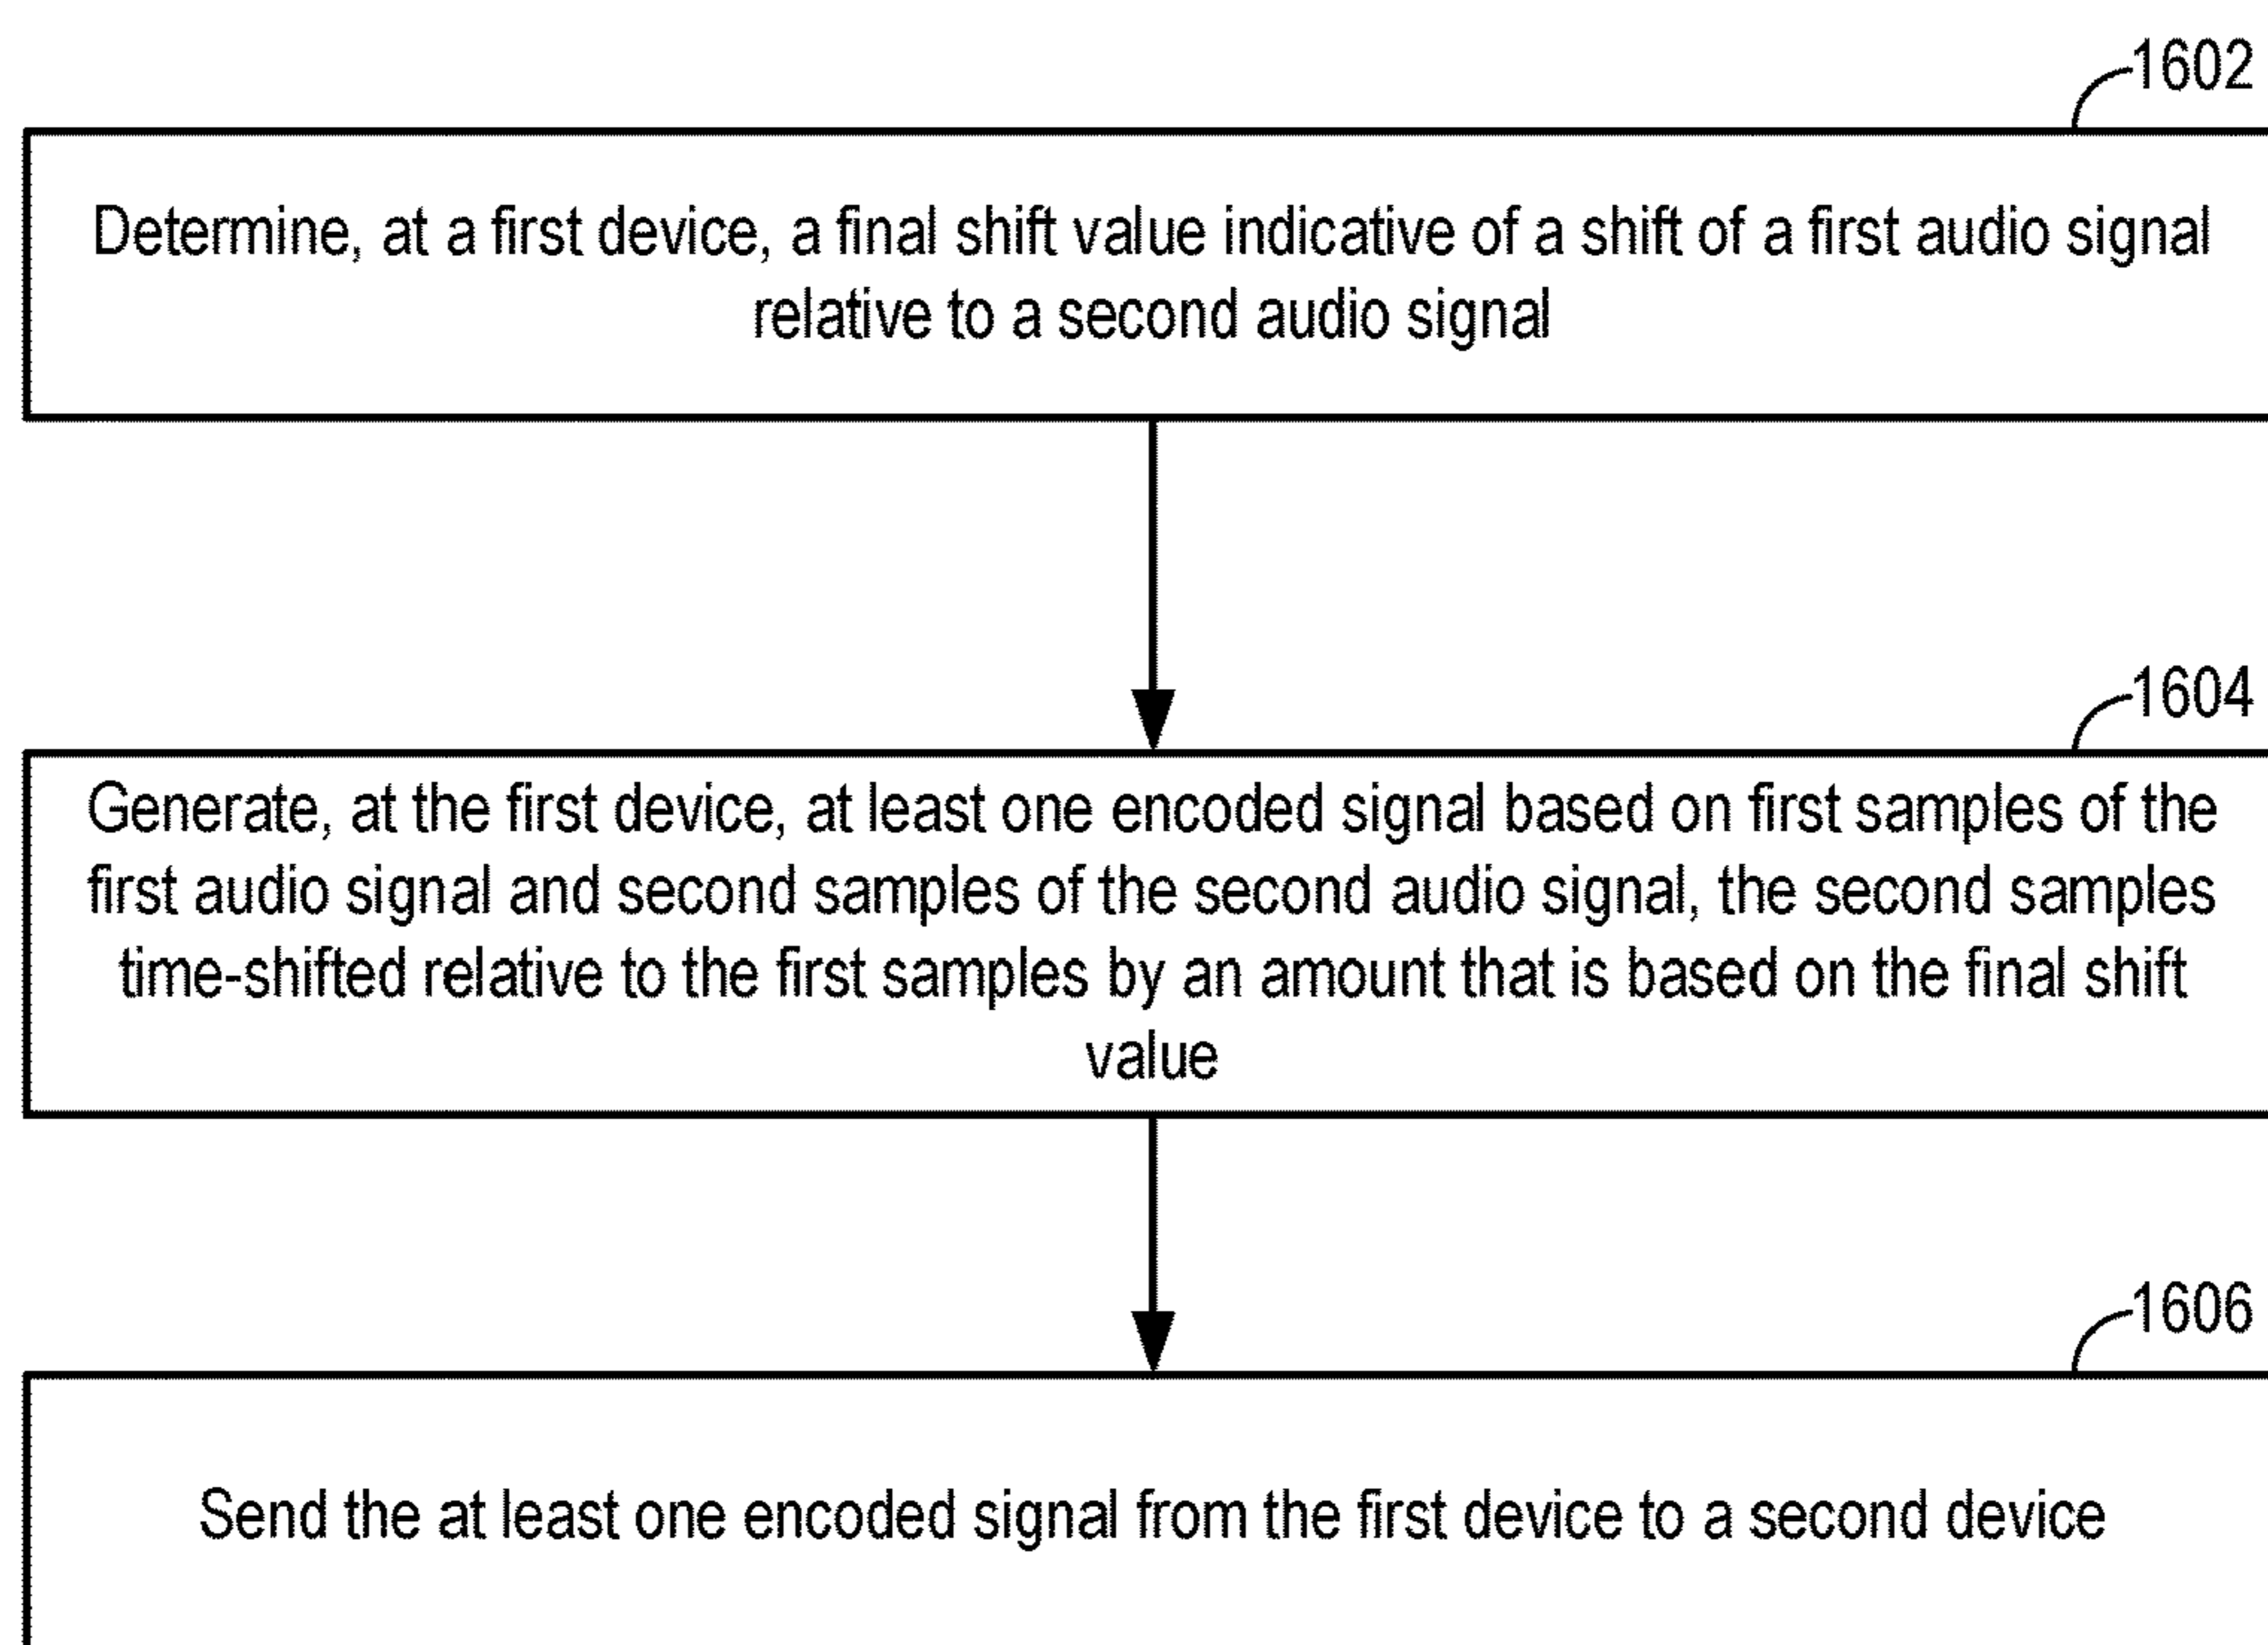 1602
Determine, at a first device, a final shift value indicative of a shift of a first audio signal
relative to a second audio signal
1604
Generate, at the first device, at least one encoded signal based on first samples of the
first audio signal and second samples of the second audio signal, the second samples
time-shifted relative to the first samples by an amount that is based on the final shift
value
1606
Send the at least one encoded signal from the first device to a second device